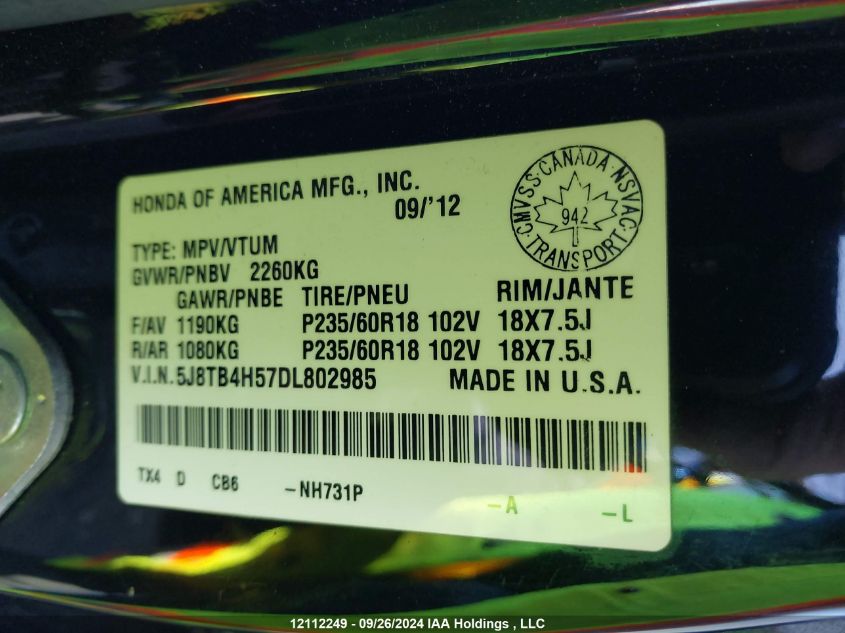 HONDA OF AMERICA MFG., INC.
09/'12
CMVSS·CANADA·NSVAC·
942
TRANSPORT
TYPE: MPV/VTUM
GVWR/PNBV 2260KG
GAWR/PNBE TIRE/PNEU RIM/JANTE
F/AV 1190KG P235/60R18 102V 18X7.5J
R/AR 1080KG P235/60R18 102V 18X7.5J
V.I.N.5J8TB4H57DL802985 MADE IN U.S.A.
TX4 D CB6 -NH731P -A -L
12112249 - 09/26/2024 IAA Holdings , LLC